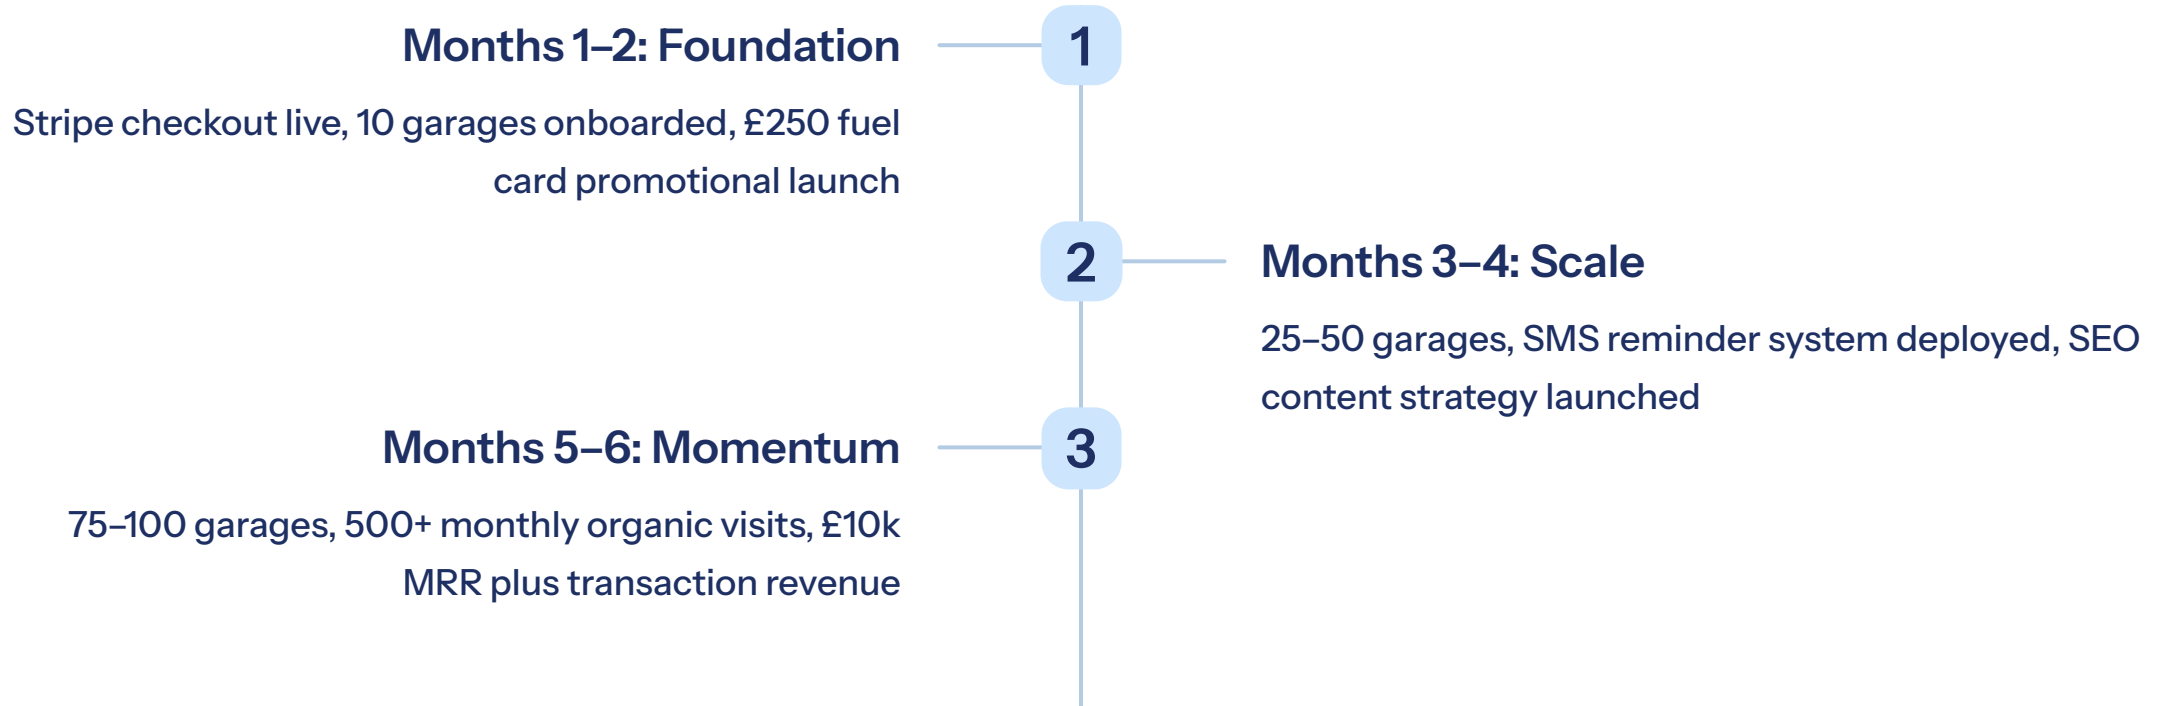 1
Months 1–2: Foundation
Stripe checkout live, 10 garages onboarded, £250 fuel
card promotional launch
2
Months 3–4: Scale
25–50 garages, SMS reminder system deployed, SEO
content strategy launched
3
Months 5–6: Momentum
75–100 garages, 500+ monthly organic visits, £10k
MRR plus transaction revenue